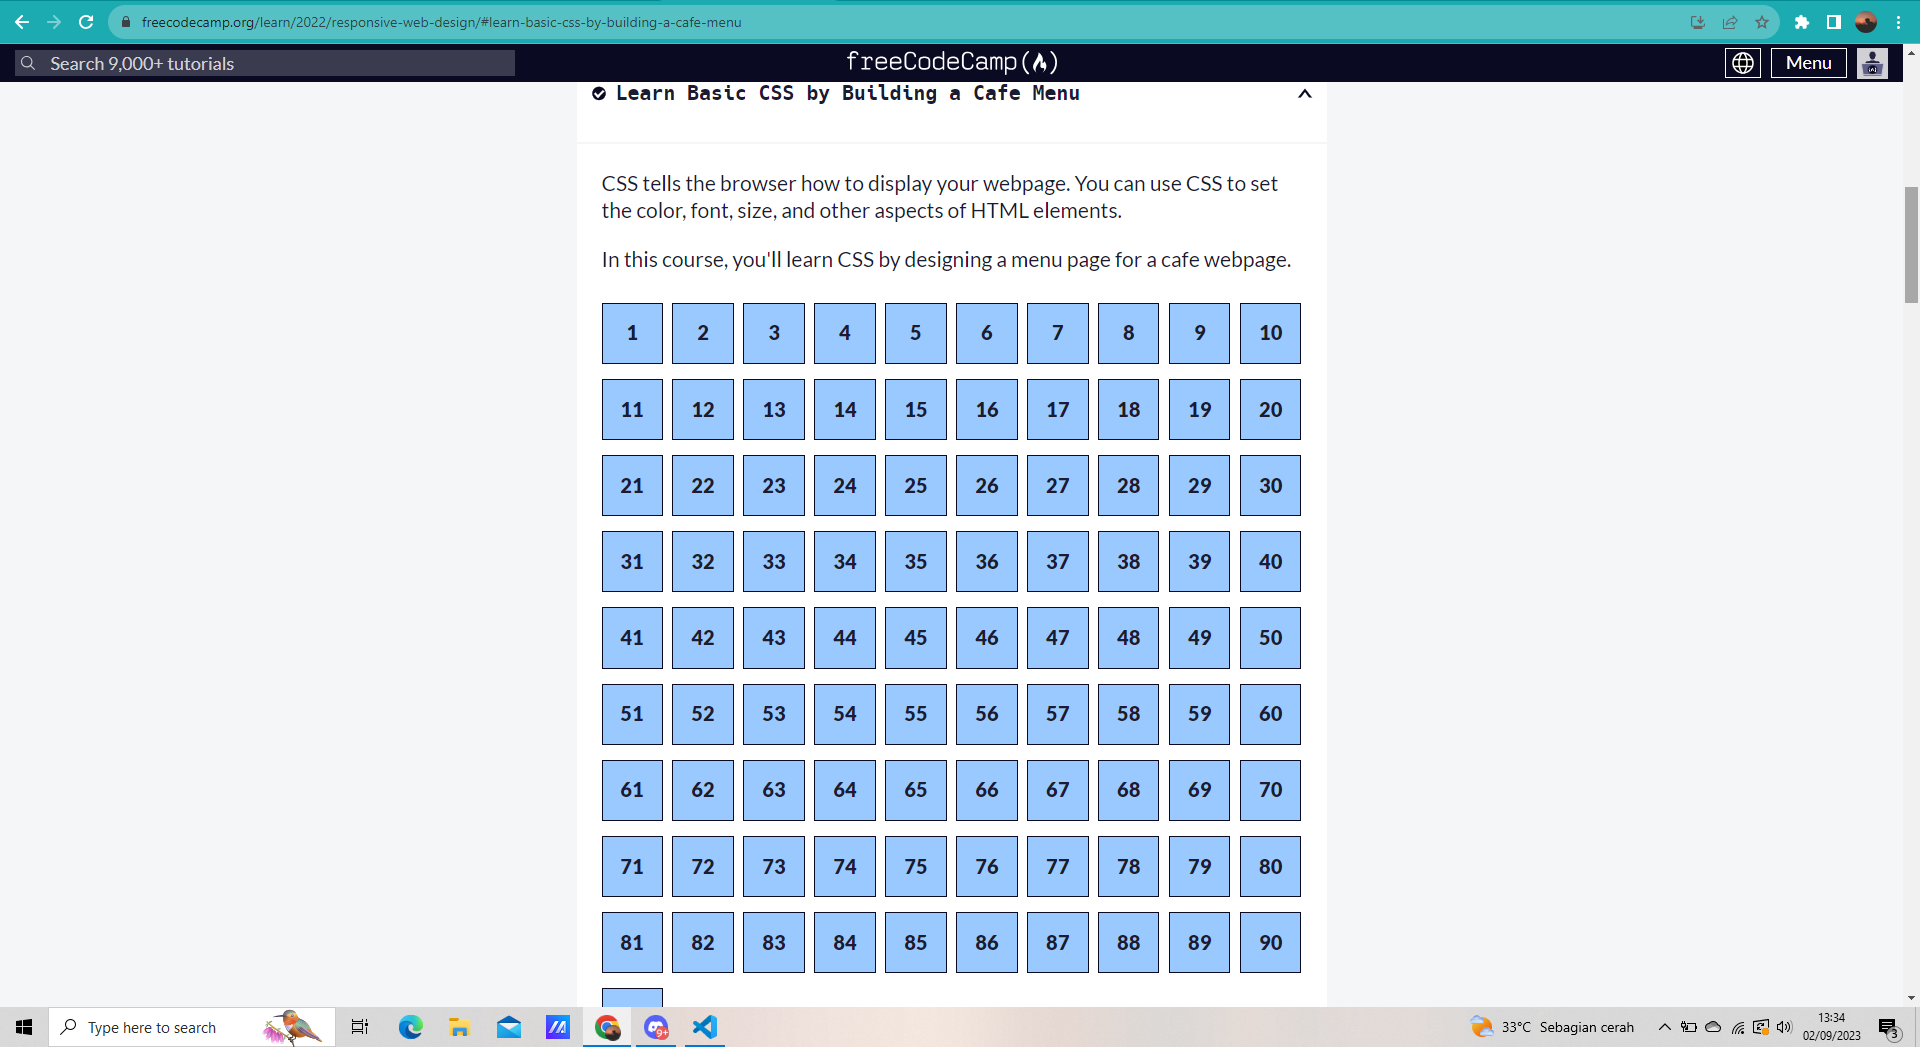 freecodecamp.org/learn/2022/responsive-web-design/#learn-basic-css-by-building-a-cafe-menu
Search 9,000+ tutorials
freeCodeCamp
Menu
Learn Basic CSS by Building a Cafe Menu
CSS tells the browser how to display your webpage. You can use CSS to set
the color, font, size, and other aspects of HTML elements.
In this course, you'll learn CSS by designing a menu page for a cafe webpage.
1 2 3 4 5 6 7 8 9 10
11 12 13 14 15 16 17 18 19 20
21 22 23 24 25 26 27 28 29 30
31 32 33 34 35 36 37 38 39 40
41 42 43 44 45 46 47 48 49 50
51 52 53 54 55 56 57 58 59 60
61 62 63 64 65 66 67 68 69 70
71 72 73 74 75 76 77 78 79 80
81 82 83 84 85 86 87 88 89 90
Type here to search
9+
33°C Sebagian cerah
13:34
02/09/2023
3